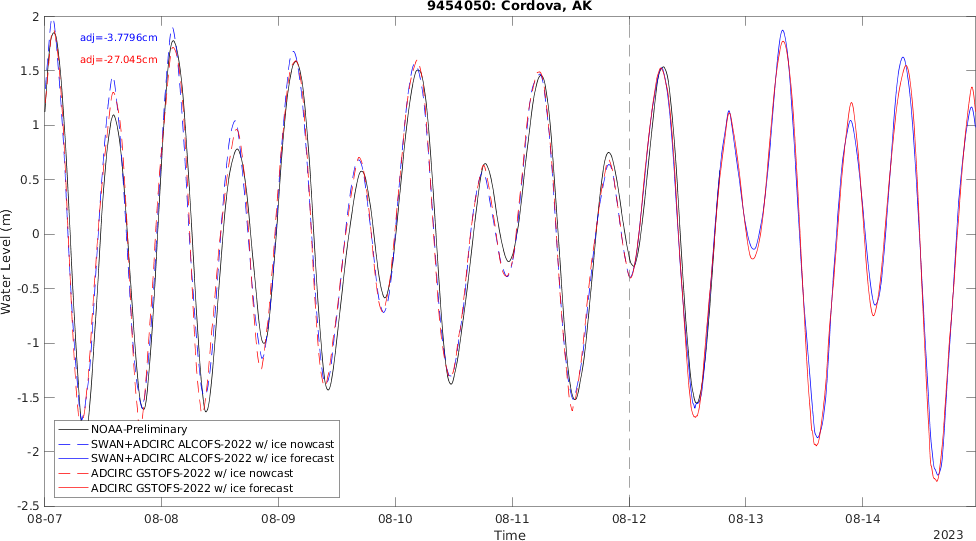 9454050: Cordova, AK
adj=-3.7796cm
adj=-27.045cm
Water Level (m)
2
1.5
1
0.5
0
-0.5
-1
-1.5
-2
-2.5
NOAA-Preliminary
SWAN+ADCIRC ALCOFS-2022 w/ ice nowcast
SWAN+ADCIRC ALCOFS-2022 w/ ice forecast
ADCIRC GSTOFS-2022 w/ ice nowcast
ADCIRC GSTOFS-2022 w/ ice forecast
08-07 08-08 08-09 08-10 08-11 08-12 08-13 08-14
Time
2023